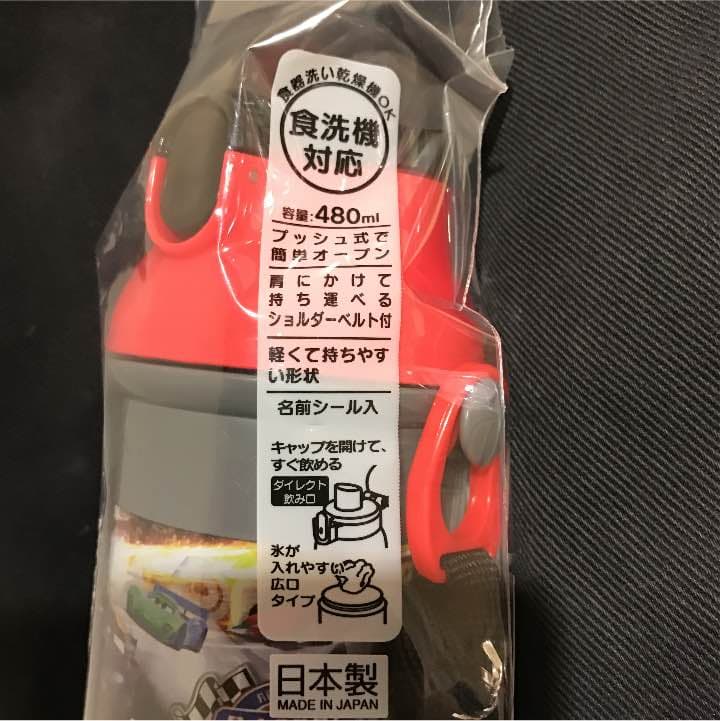 食器洗い乾燥機OK
食洗機
対応
容量:480ml
プッシュ式で
簡単オープン
肩にかけて
持ち運べる
ショルダーベルト付
軽くて持ちやす
い形状
名前シール入
キャップを開けて、
すぐ飲める
ダイレクト
飲み口
氷が
入れやすい
広口
タイプ
日本製
MADE IN JAPAN